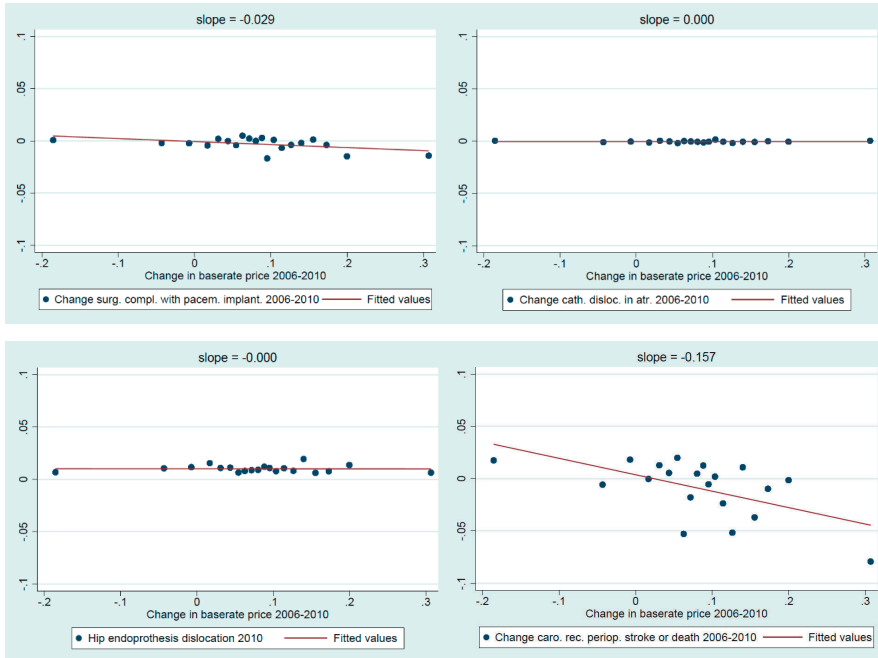 slope = -0.029
.1
.05
0
-.05
-.1
-.2
-.1
0
.1
.2
.3
Change in baserate price 2006-2010
Change surg. compl. with pacem. implant. 2006-2010
Fitted values
slope = 0.000
.1
.05
0
-.05
-.1
-.2
-.1
0
.1
.2
.3
Change in baserate price 2006-2010
Change cath. disloc. in atr. 2006-2010
Fitted values
slope = -0.000
.1
.05
0
-.05
-.1
-.2
-.1
0
.1
.2
.3
Change in baserate price 2006-2010
Hip endoprothesis dislocation 2010
Fitted values
slope = -0.157
.1
.05
0
-.05
-.1
-.2
-.1
0
.1
.2
.3
Change in baserate price 2006-2010
Change caro. rec. periop. stroke or death 2006-2010
Fitted values